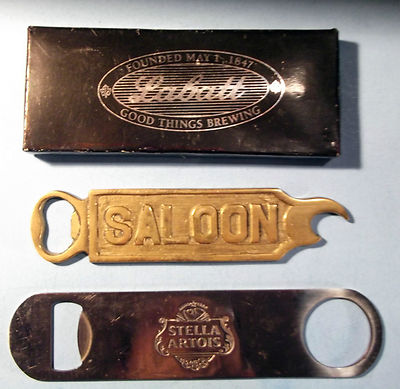 FOUNDED MAY 1, 1847
Labatt
GOOD THINGS BREWING
SALOON
STELLA
ARTOIS